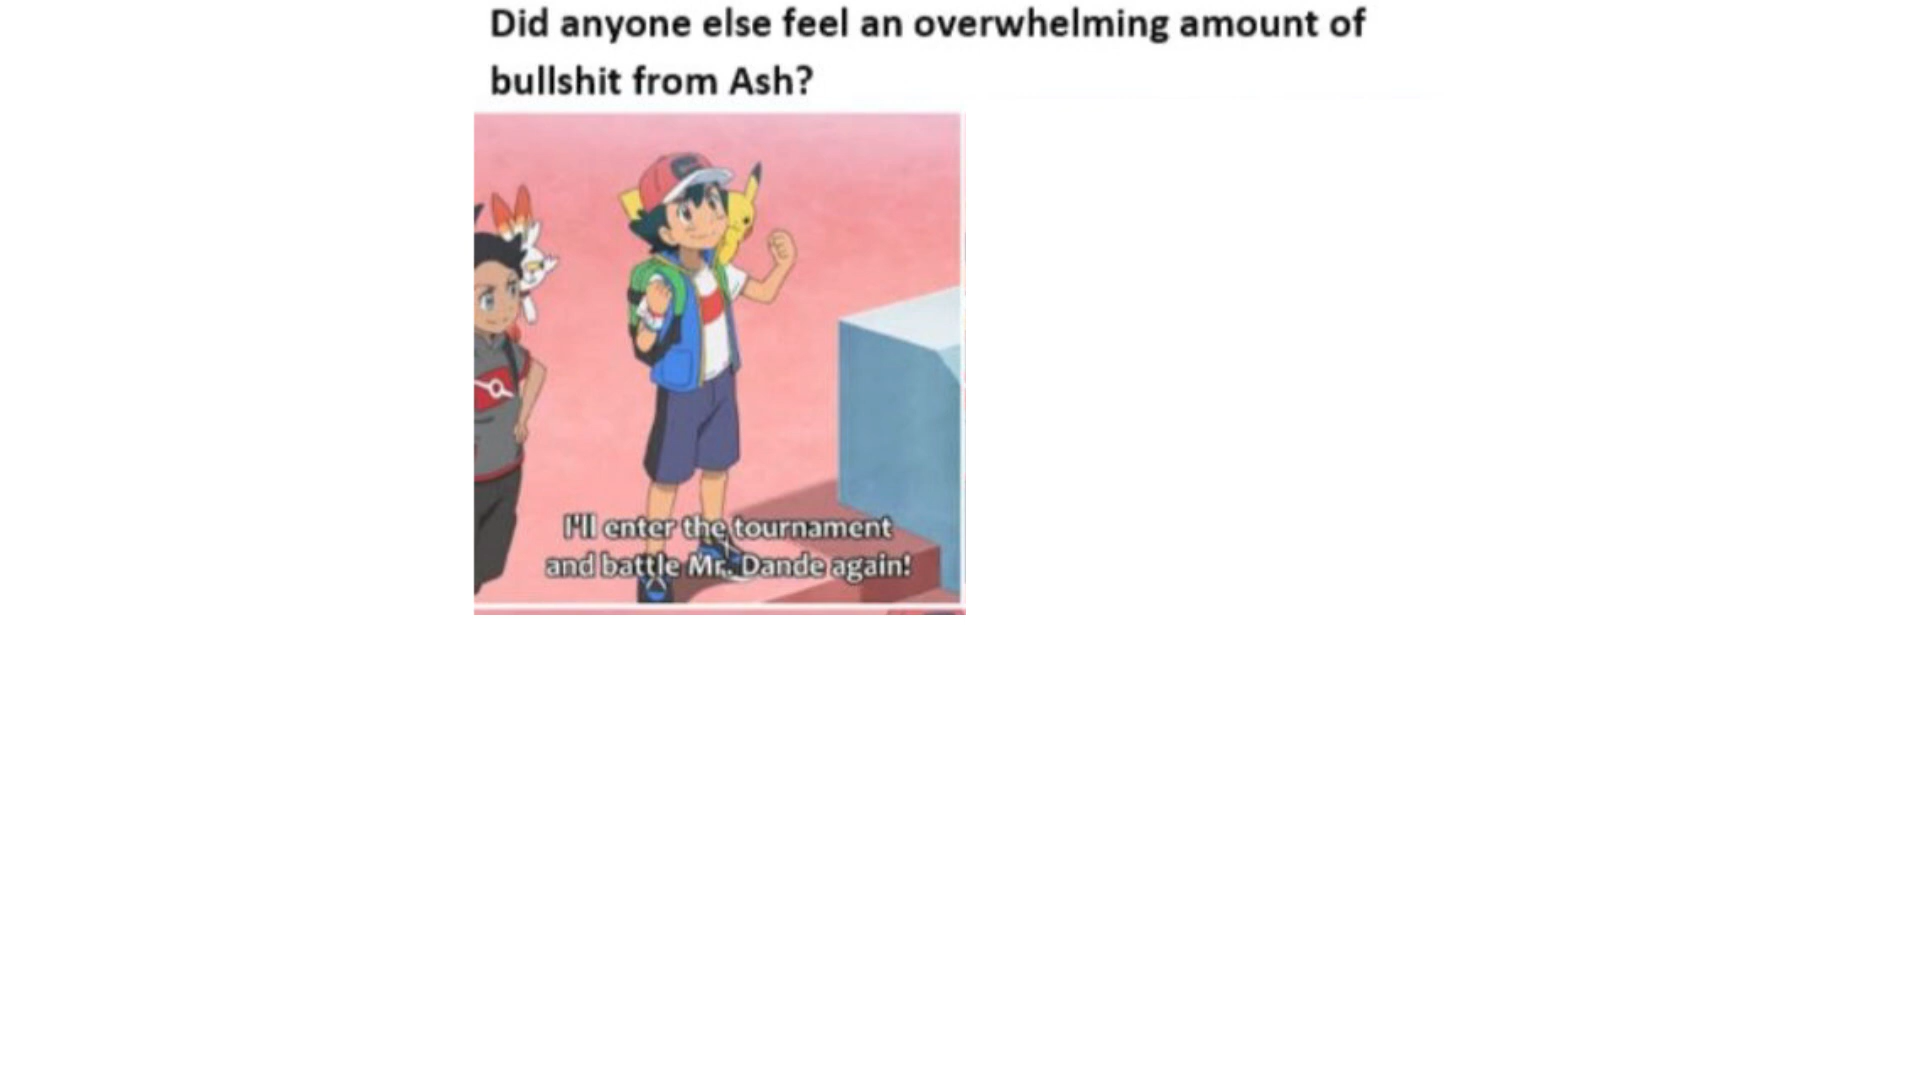 Did anyone else feel an overwhelming amount of
bullshit from Ash?
I'll enter the tournament
and battle Mr. Dande again!